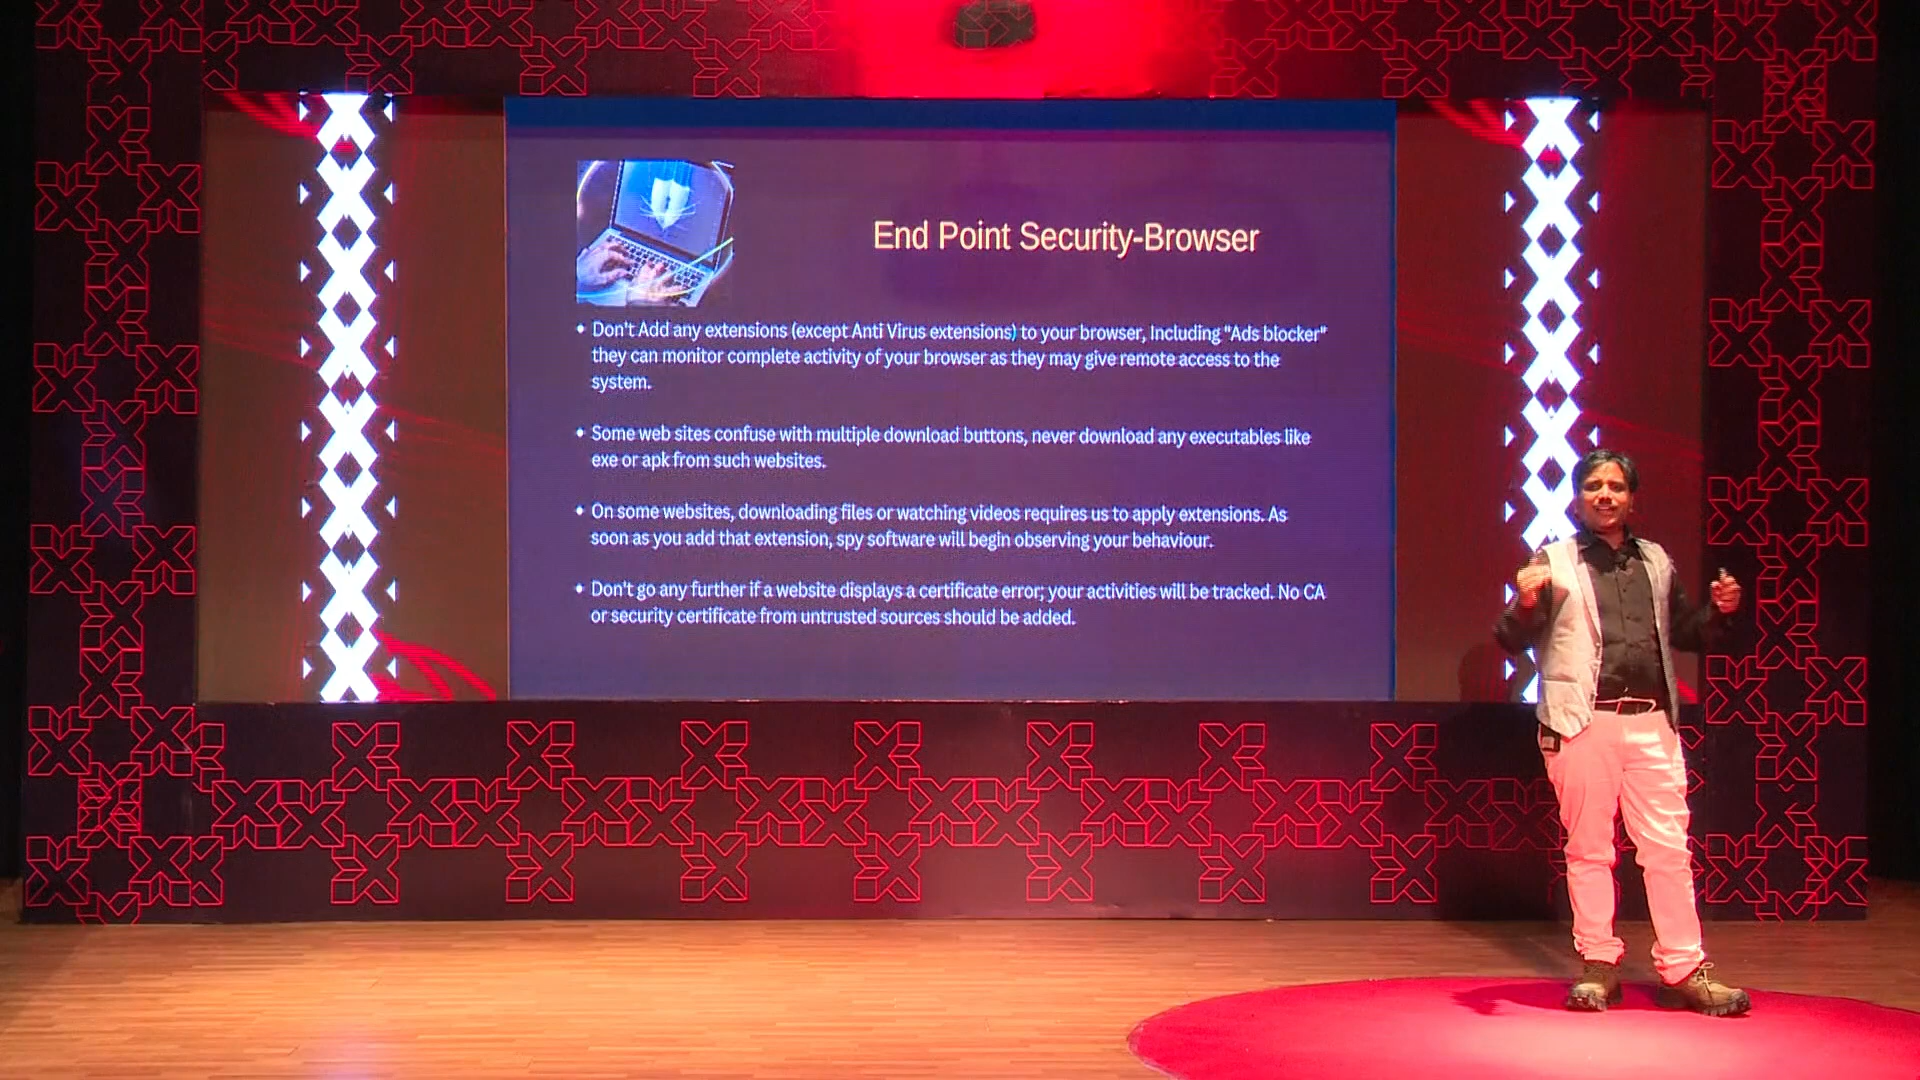 End Point Security-Browser
• Don't Add any extensions (except Anti Virus extensions) to your browser, Including "Ads blocker"
they can monitor complete activity of your browser as they may give remote access to the
system.
• Some web sites confuse with multiple download buttons, never download any executables like
exe or apk from such websites.
• On some websites, downloading files or watching videos requires us to apply extensions. As
soon as you add that extension, spy software will begin observing your behaviour.
• Don't go any further if a website displays a certificate error; your activities will be tracked. No CA
or security certificate from untrusted sources should be added.